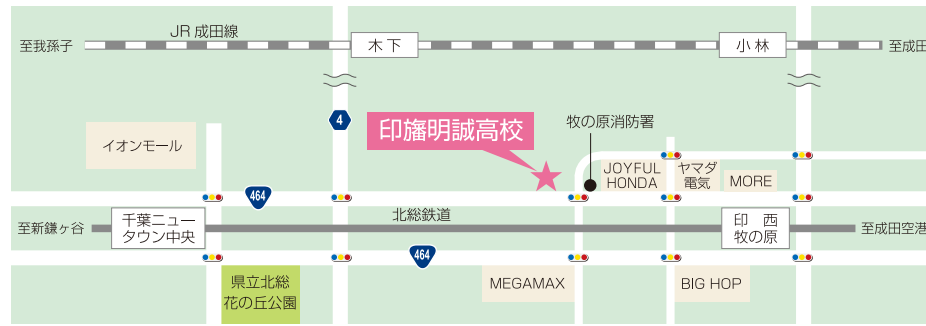 JR 成田線
至我孫子
木下
小林
至成田
4
印旛明誠高校
牧の原消防署
イオンモール
JOYFUL
HONDA
ヤマダ
電気
MORE
464
北総鉄道
至新鎌ヶ谷
千葉ニュー
タウン中央
印西
牧の原
至成田空港
464
県立北総
花の丘公園
MEGAMAX
BIG HOP